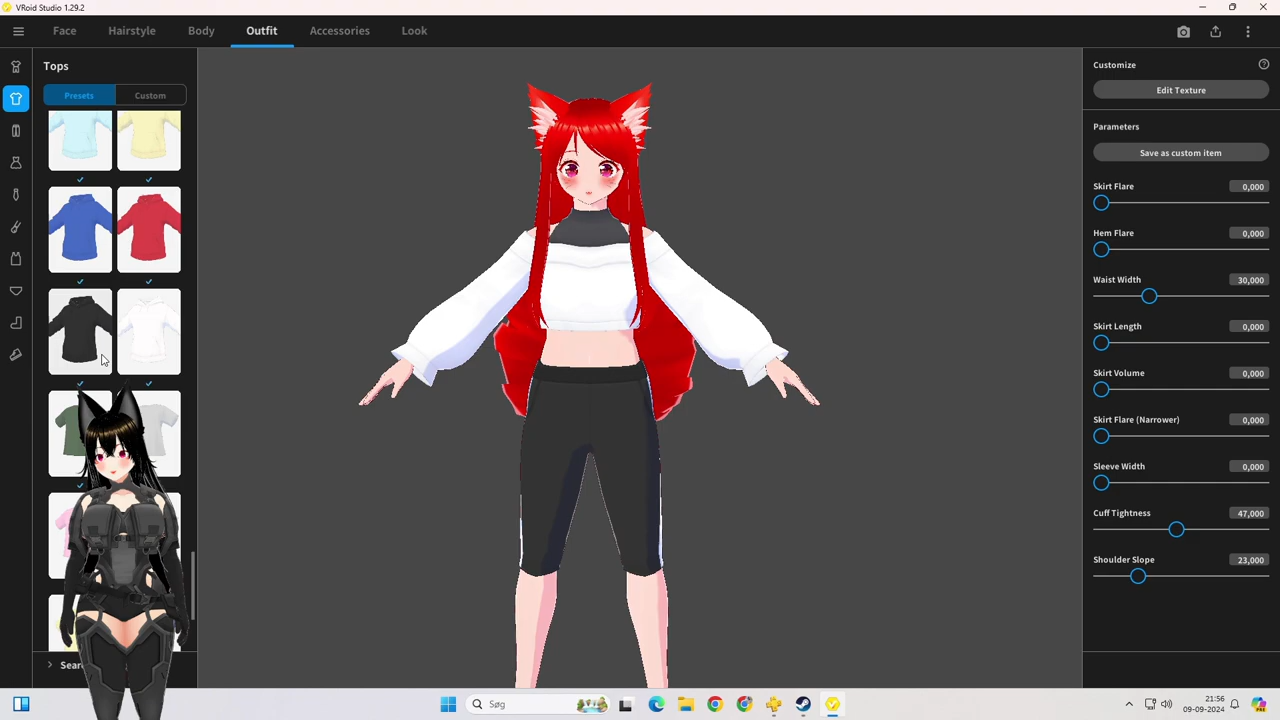 VRoid Studio 1.29.2
Face Hairstyle Body Outfit Accessories Look
Tops
Presets Custom
Customize
Edit Texture
Parameters
Save as custom item
Skirt Flare 0,000
Hem Flare 0,000
Waist Width 30,000
Skirt Length 0,000
Skirt Volume 0,000
Skirt Flare (Narrower) 0,000
Sleeve Width 0,000
Cuff Tightness 47,000
Shoulder Slope 23,000
Søg
21:56
09-09-2024